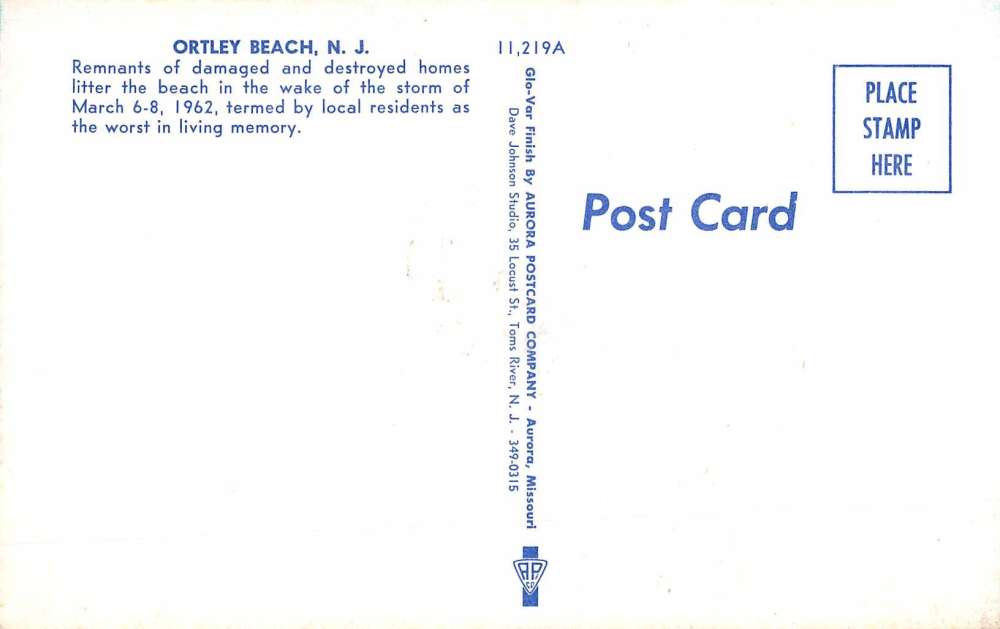 ORTLEY BEACH, N. J.
Remnants of damaged and destroyed homes
litter the beach in the wake of the storm of
March 6-8, 1962, termed by local residents as
the worst in living memory.
11,219A
Glo-Var Finish By AURORA POSTCARD COMPANY - Aurora, Missouri
Dave Johnson Studio, 35 Locust St., Toms River, N. J. - 349-0315
A.P.
CO.
Post Card
PLACE
STAMP
HERE